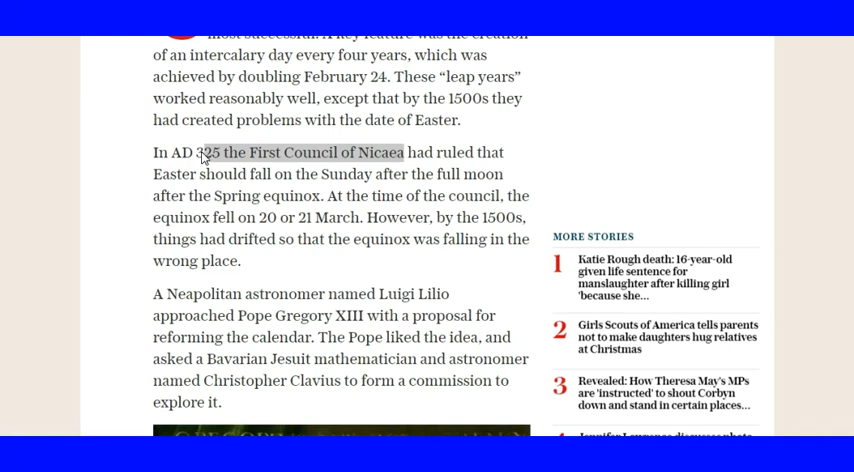 most successful. A key feature was the creation
of an intercalary day every four years, which was
achieved by doubling February 24. These “leap years”
worked reasonably well, except that by the 1500s they
had created problems with the date of Easter.
In AD 325 the First Council of Nicaea had ruled that
Easter should fall on the Sunday after the full moon
after the Spring equinox. At the time of the council, the
equinox fell on 20 or 21 March. However, by the 1500s,
things had drifted so that the equinox was falling in the
wrong place.
A Neapolitan astronomer named Luigi Lilio
approached Pope Gregory XIII with a proposal for
reforming the calendar. The Pope liked the idea, and
asked a Bavarian Jesuit mathematician and astronomer
named Christopher Clavius to form a commission to
explore it.
MORE STORIES
1
Katie Rough death: 16-year-old
given life sentence for
manslaughter after killing girl
'because she...
2
Girls Scouts of America tells parents
not to make daughters hug relatives
at Christmas
3
Revealed: How Theresa May's MPs
are 'instructed' to shout Corbyn
down and stand in certain places...